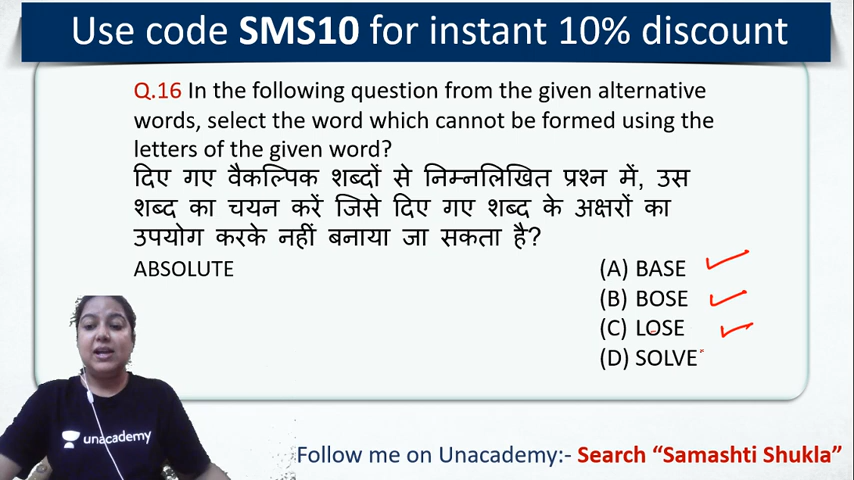 Use code SMS10 for instant 10% discount
Q.16 In the following question from the given alternative
words, select the word which cannot be formed using the
letters of the given word?
दिए गए वैकल्पिक शब्दों से निम्नलिखित प्रश्न में, उस
शब्द का चयन करें जिसे दिए गए शब्द के अक्षरों का
उपयोग करके नहीं बनाया जा सकता है?
ABSOLUTE
(A) BASE
(B) BOSE
(C) LOSE
(D) SOLVE
unacademy
Follow me on Unacademy:- Search “Samashti Shukla”